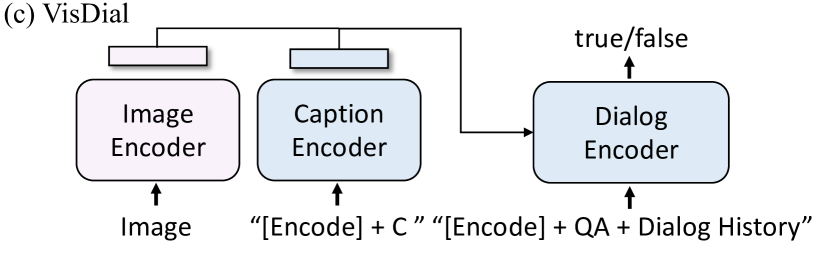 (c) VisDial
true/false
Image
Encoder
Caption
Encoder
Dialog
Encoder
Image
“[Encode] + C ”
“[Encode] + QA + Dialog History”